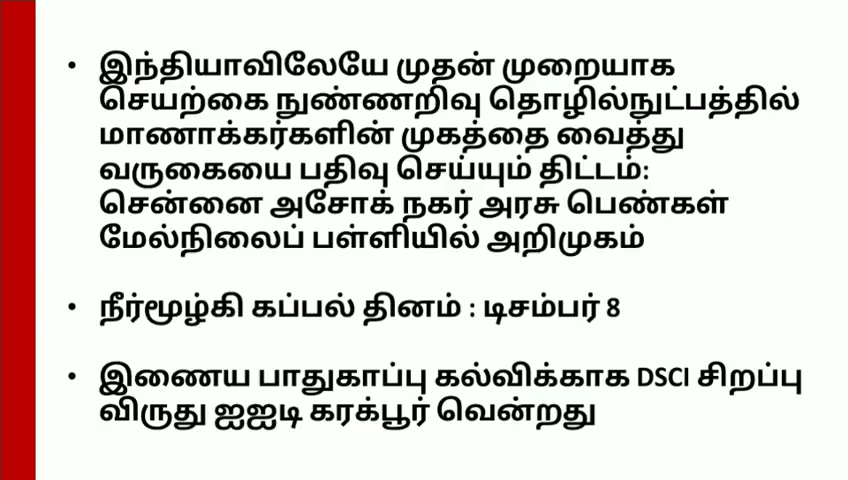 • இந்தியாவிலேயே முதன் முறையாக
செயற்கை நுண்ணறிவு தொழில்நுட்பத்தில்
மாணாக்கர்களின் முகத்தை வைத்து
வருகையை பதிவு செய்யும் திட்டம்:
சென்னை அசோக் நகர் அரசு பெண்கள்
மேல்நிலைப் பள்ளியில் அறிமுகம்
• நீர்மூழ்கி கப்பல் தினம் : டிசம்பர் 8
• இணைய பாதுகாப்பு கல்விக்காக DSCI சிறப்பு
விருது ஐஐடி கரக்பூர் வென்றது